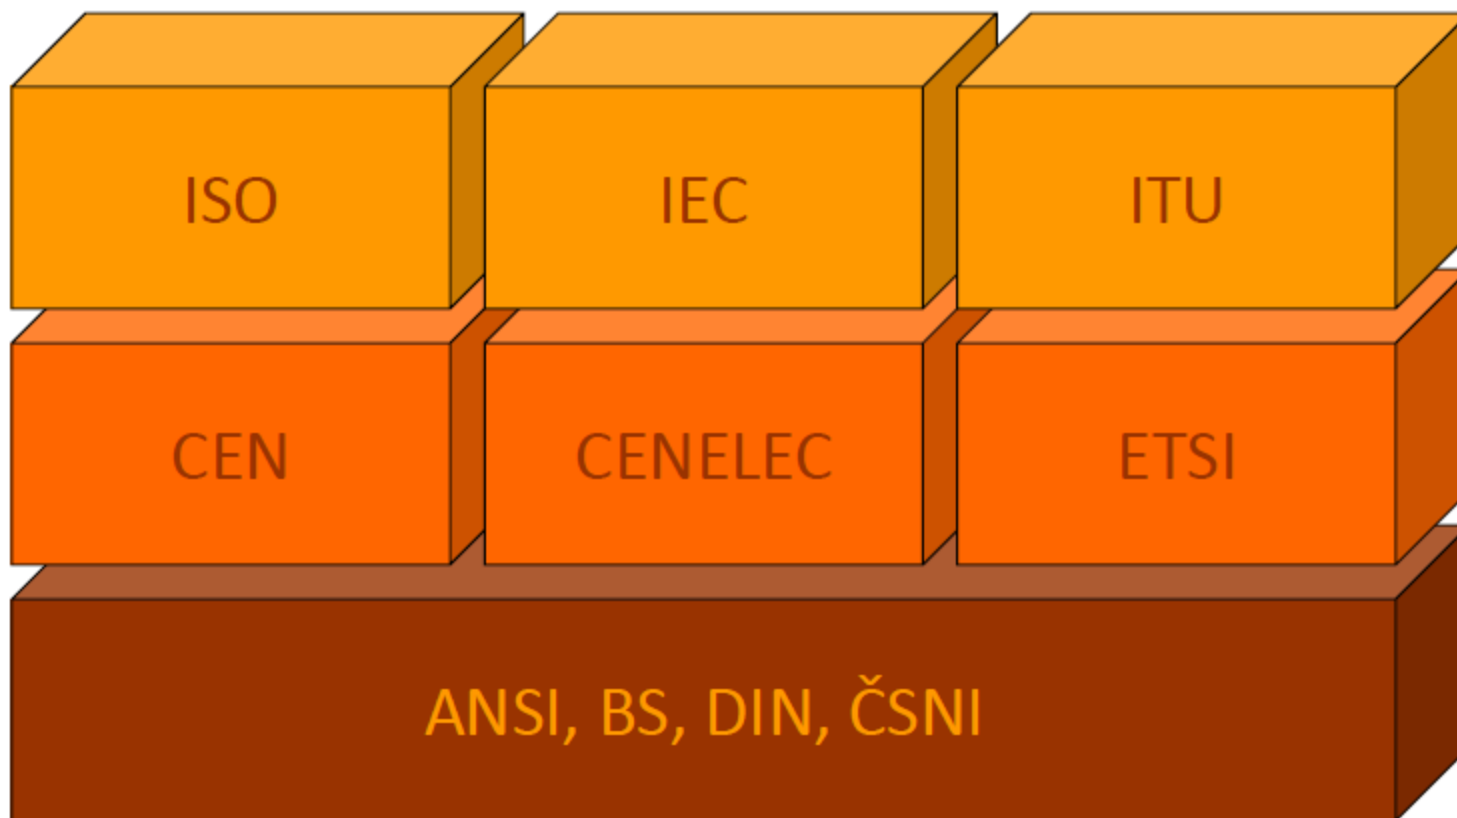 ISO
IEC
ITU
CEN
CENELEC
ETSI
ANSI, BS, DIN, ČSNI